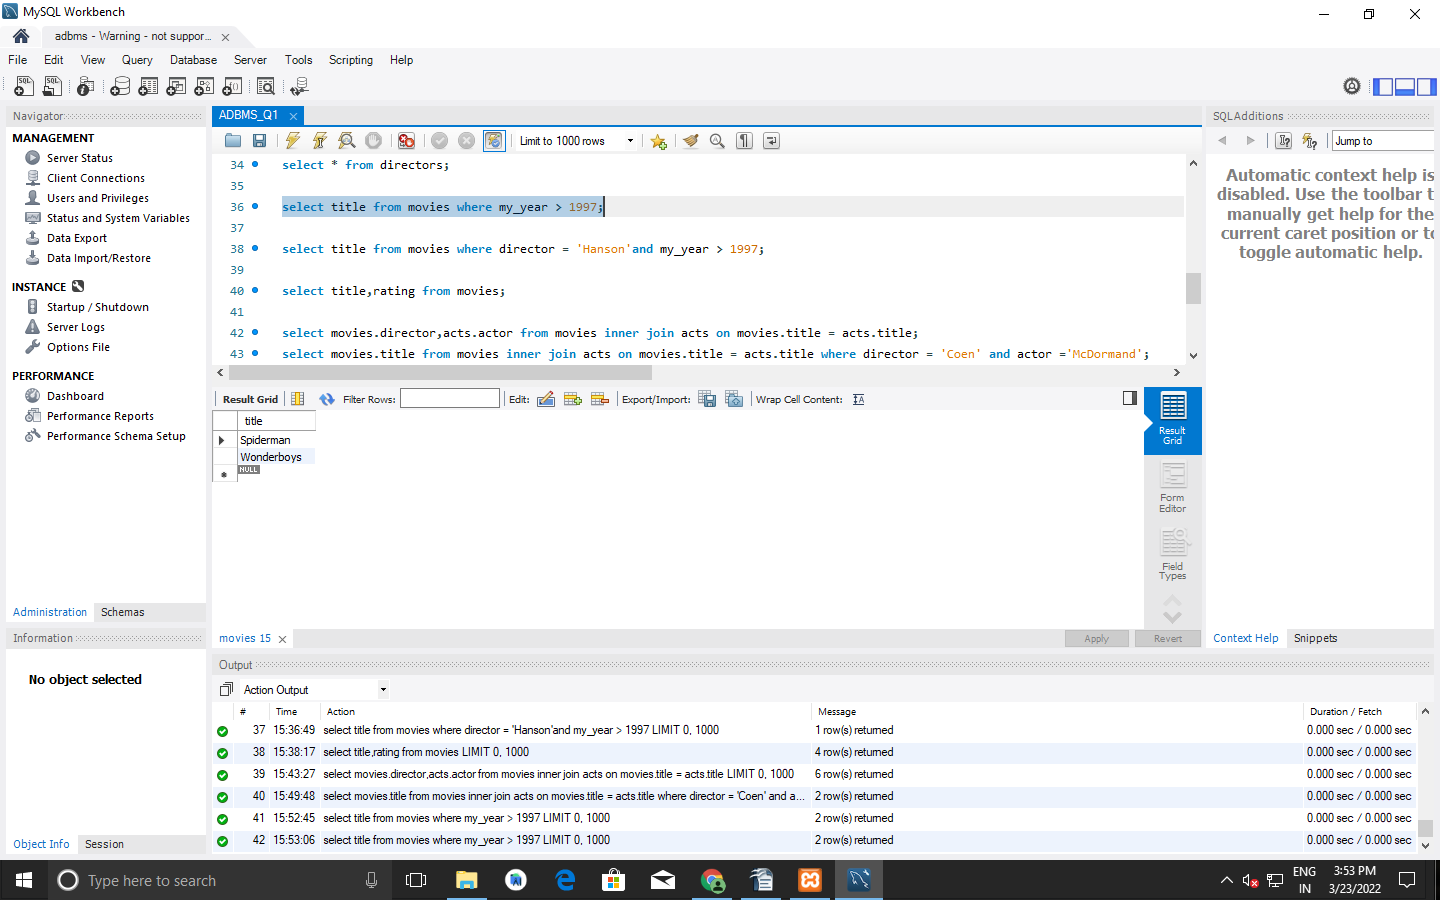 MySQL Workbench
adbms - Warning - not suppor...
File Edit View Query Database Server Tools Scripting Help
Navigator
MANAGEMENT
Server Status
Client Connections
Users and Privileges
Status and System Variables
Data Export
Data Import/Restore
INSTANCE
Startup / Shutdown
Server Logs
Options File
PERFORMANCE
Dashboard
Performance Reports
Performance Schema Setup
Administration Schemas
Information
No object selected
Object Info Session
ADBMS_Q1
Limit to 1000 rows
34 select * from directors;
35
36 select title from movies where my_year > 1997;
37
38 select title from movies where director = 'Hanson'and my_year > 1997;
39
40 select title,rating from movies;
41
42 select movies.director,acts.actor from movies inner join acts on movies.title = acts.title;
43 select movies.title from movies inner join acts on movies.title = acts.title where director = 'Coen' and actor ='McDormand';
Result Grid Filter Rows: Edit: Export/Import: Wrap Cell Content:
title
Spiderman
Wonderboys
NULL
Result
Grid
Form
Editor
Field
Types
movies 15
Apply Revert
SQLAdditions
Jump to
Automatic context help is
disabled. Use the toolbar t
manually get help for the
current caret position or to
toggle automatic help.
Context Help Snippets
Output
Action Output
# Time Action Message Duration / Fetch
37 15:36:49 select title from movies where director = 'Hanson'and my_year > 1997 LIMIT 0, 1000 1 row(s) returned 0.000 sec / 0.000 sec
38 15:38:17 select title,rating from movies LIMIT 0, 1000 4 row(s) returned 0.000 sec / 0.000 sec
39 15:43:27 select movies.director,acts.actor from movies inner join acts on movies.title = acts.title LIMIT 0, 1000 6 row(s) returned 0.000 sec / 0.000 sec
40 15:49:48 select movies.title from movies inner join acts on movies.title = acts.title where director = 'Coen' and a... 2 row(s) returned 0.000 sec / 0.000 sec
41 15:52:45 select title from movies where my_year > 1997 LIMIT 0, 1000 2 row(s) returned 0.000 sec / 0.000 sec
42 15:53:06 select title from movies where my_year > 1997 LIMIT 0, 1000 2 row(s) returned 0.000 sec / 0.000 sec
Type here to search
ENG
IN
3:53 PM
3/23/2022